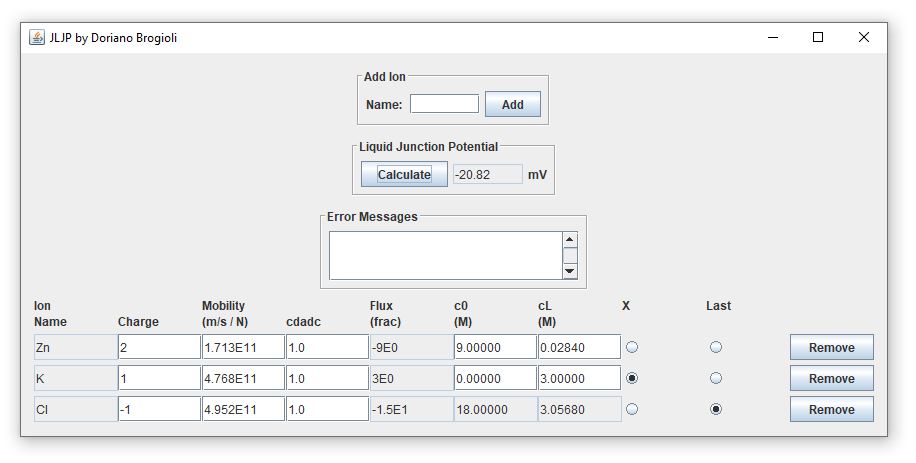 JLJP by Doriano Brogioli
Add Ion
Name: Add
Liquid Junction Potential
Calculate -20.82 mV
Error Messages
Ion Name Charge Mobility (m/s / N) cdadc Flux (frac) c0 (M) cL (M) X Last
Zn 2 1.713E11 1.0 -9E0 9.00000 0.02840 Remove
K 1 4.768E11 1.0 3E0 0.00000 3.00000 Remove
Cl -1 4.952E11 1.0 -1.5E1 18.00000 3.05680 Remove